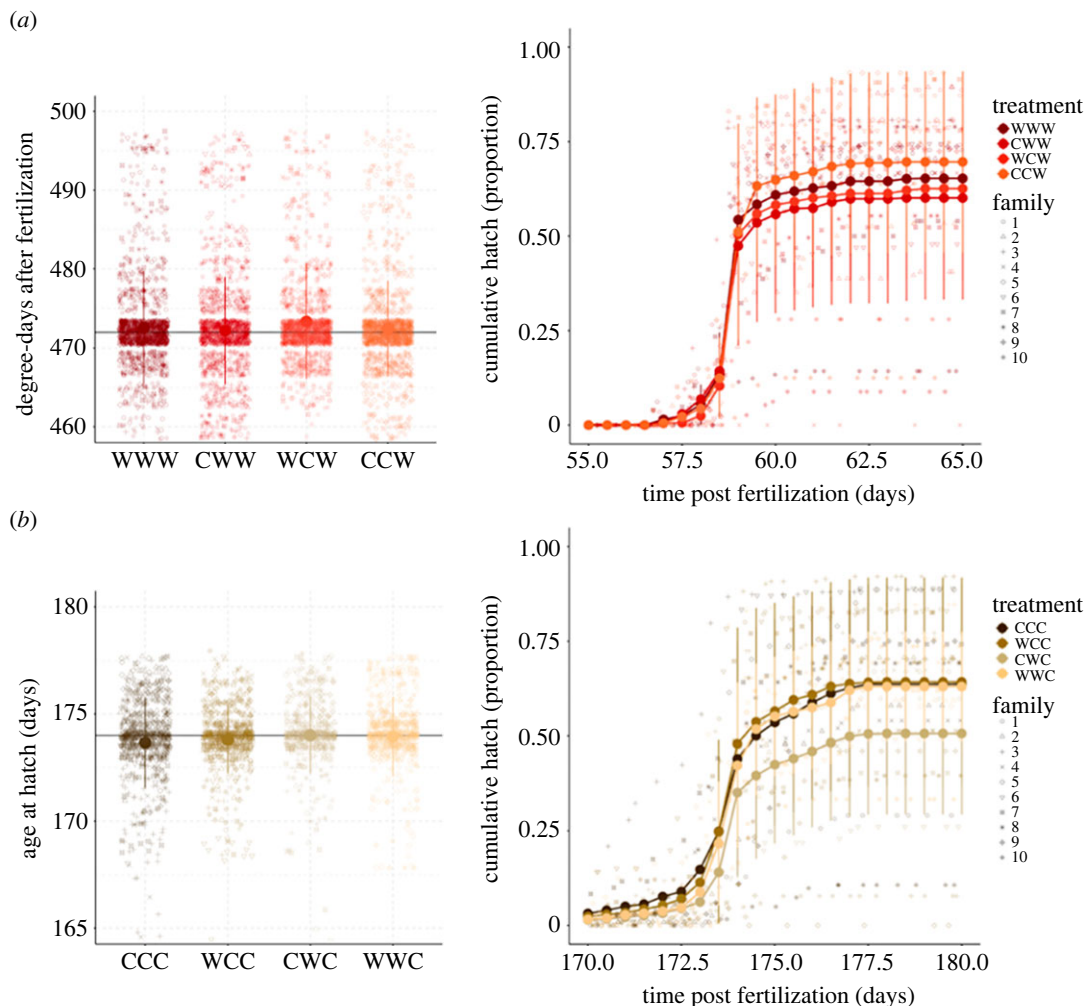 (a)
degree-days after fertilization
500
490
480
470
460
WWW CWW WCW CCW
cumulative hatch (proportion)
1.00
0.75
0.50
0.25
0
55.0 57.5 60.0 62.5 65.0
time post fertilization (days)
treatment
WWW
CWW
WCW
CCW
family
1
2
3
4
5
6
7
8
9
10
(b)
age at hatch (days)
180
175
170
165
CCC WCC CWC WWC
cumulative hatch (proportion)
1.00
0.75
0.50
0.25
0
170.0 172.5 175.0 177.5 180.0
time post fertilization (days)
treatment
CCC
WCC
CWC
WWC
family
1
2
3
4
5
6
7
8
9
10